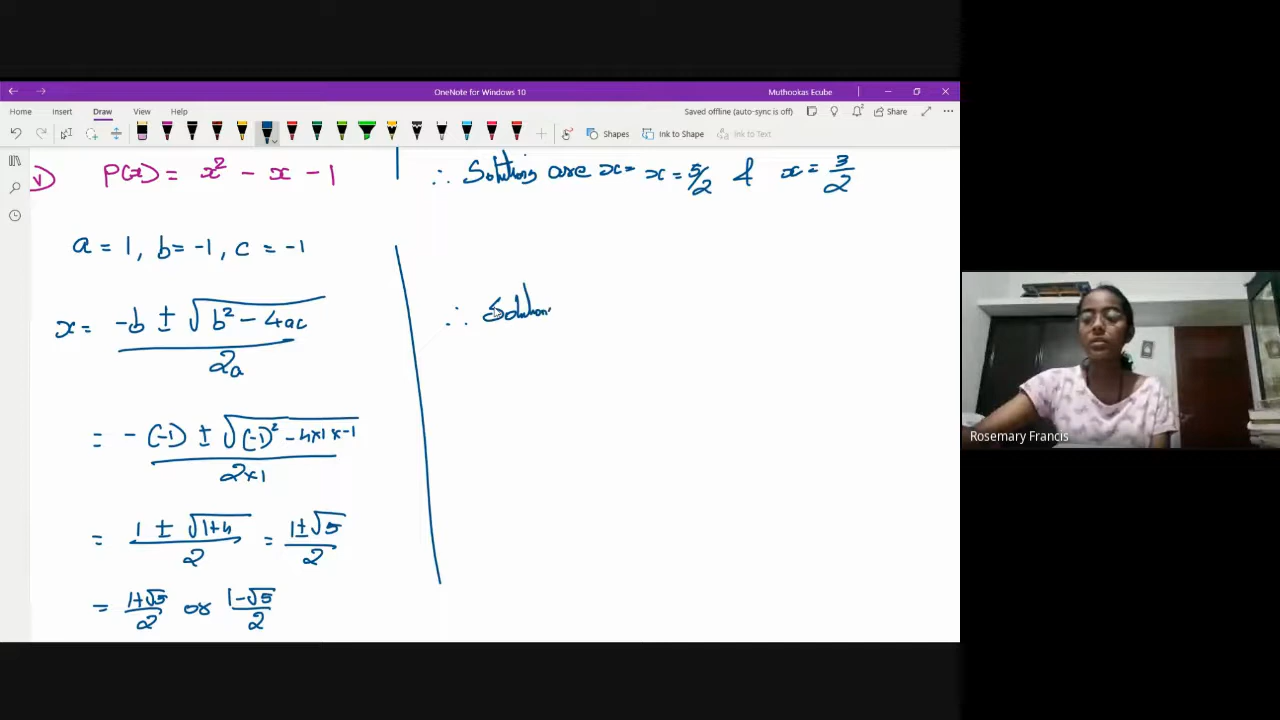 OneNote for Windows 10
Muthookas Ecube
Home Insert Draw View Help
Saved offline (auto-sync is off)
Share
Shapes
Ink to Shape
Ink to Text
v) P(x) = x² - x - 1
∴ Solutions are x= x = 5/2 & x = 3/2
a = 1, b = -1, c = -1
x = -b ± √(b² - 4ac) / 2a
∴ Solution
= -(-1) ± √((-1)² - 4×1×-1) / 2×1
= 1 ± √(1+4) / 2 = 1±√5 / 2
= 1+√5 / 2 or 1-√5 / 2
Rosemary Francis